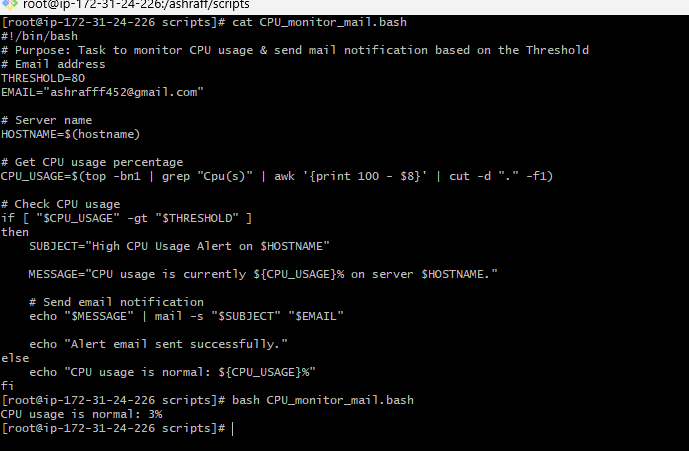 root@ip-172-31-24-226:/ashraff/scripts
[root@ip-172-31-24-226 scripts]# cat CPU_monitor_mail.bash
#!/bin/bash
# Purpose: Task to monitor CPU usage & send mail notification based on the Threshold
# Email address
THRESHOLD=80
EMAIL="ashrafff452@gmail.com"

# Server name
HOSTNAME=$(hostname)

# Get CPU usage percentage
CPU_USAGE=$(top -bn1 | grep "Cpu(s)" | awk '{print 100 - $8}' | cut -d "." -f1)

# Check CPU usage
if [ "$CPU_USAGE" -gt "$THRESHOLD" ]
then
    SUBJECT="High CPU Usage Alert on $HOSTNAME"

    MESSAGE="CPU usage is currently ${CPU_USAGE}% on server $HOSTNAME."

    # Send email notification
    echo "$MESSAGE" | mail -s "$SUBJECT" "$EMAIL"

    echo "Alert email sent successfully."
else
    echo "CPU usage is normal: ${CPU_USAGE}%"
fi
[root@ip-172-31-24-226 scripts]# bash CPU_monitor_mail.bash
CPU usage is normal: 3%
[root@ip-172-31-24-226 scripts]#